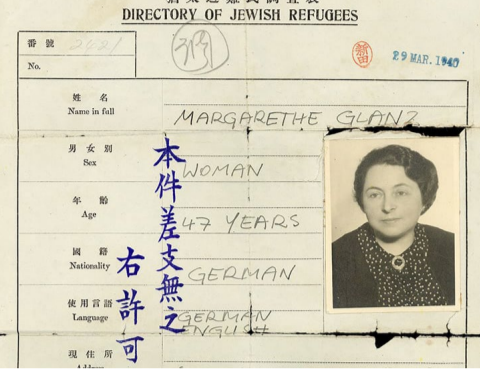 DIRECTORY OF JEWISH REFUGEES
番號
No.
29 MAR. 1940
姓名
Name in full
MARGARETHE GLANZ
男女別
Sex
WOMAN
年齡
Age
47 YEARS
國籍
Nationality
GERMAN
使用言語
Language
GERMAN
ENGLISH
現住所
本件差支無之
右許可